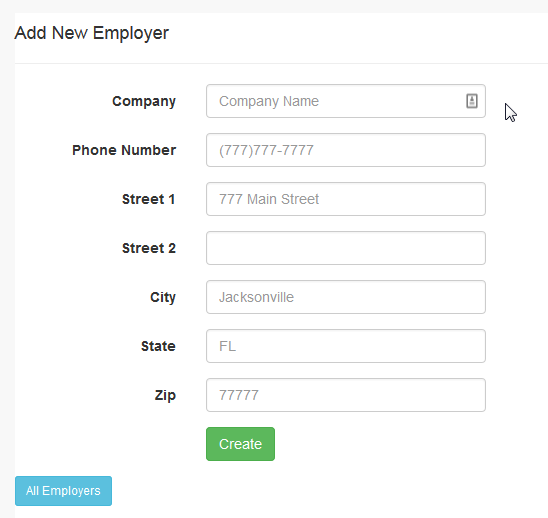 Add New Employer
Company Company Name
Phone Number (777)777-7777
Street 1 777 Main Street
Street 2
City Jacksonville
State FL
Zip 77777
Create
All Employers